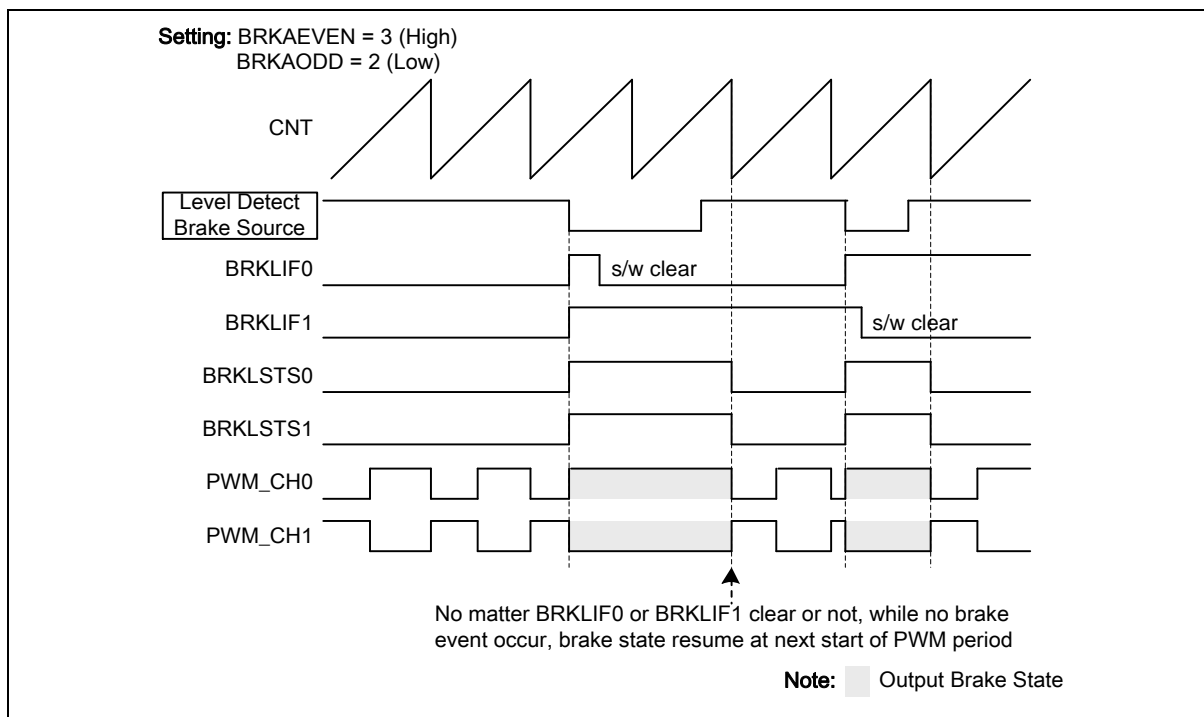 Setting: BRKAEVEN = 3 (High)
BRKAODD = 2 (Low)
CNT
Level Detect
Brake Source
BRKLIF0
s/w clear
BRKLIF1
s/w clear
BRKLSTS0
BRKLSTS1
PWM_CH0
PWM_CH1
No matter BRKLIF0 or BRKLIF1 clear or not, while no brake
event occur, brake state resume at next start of PWM period
Note: Output Brake State